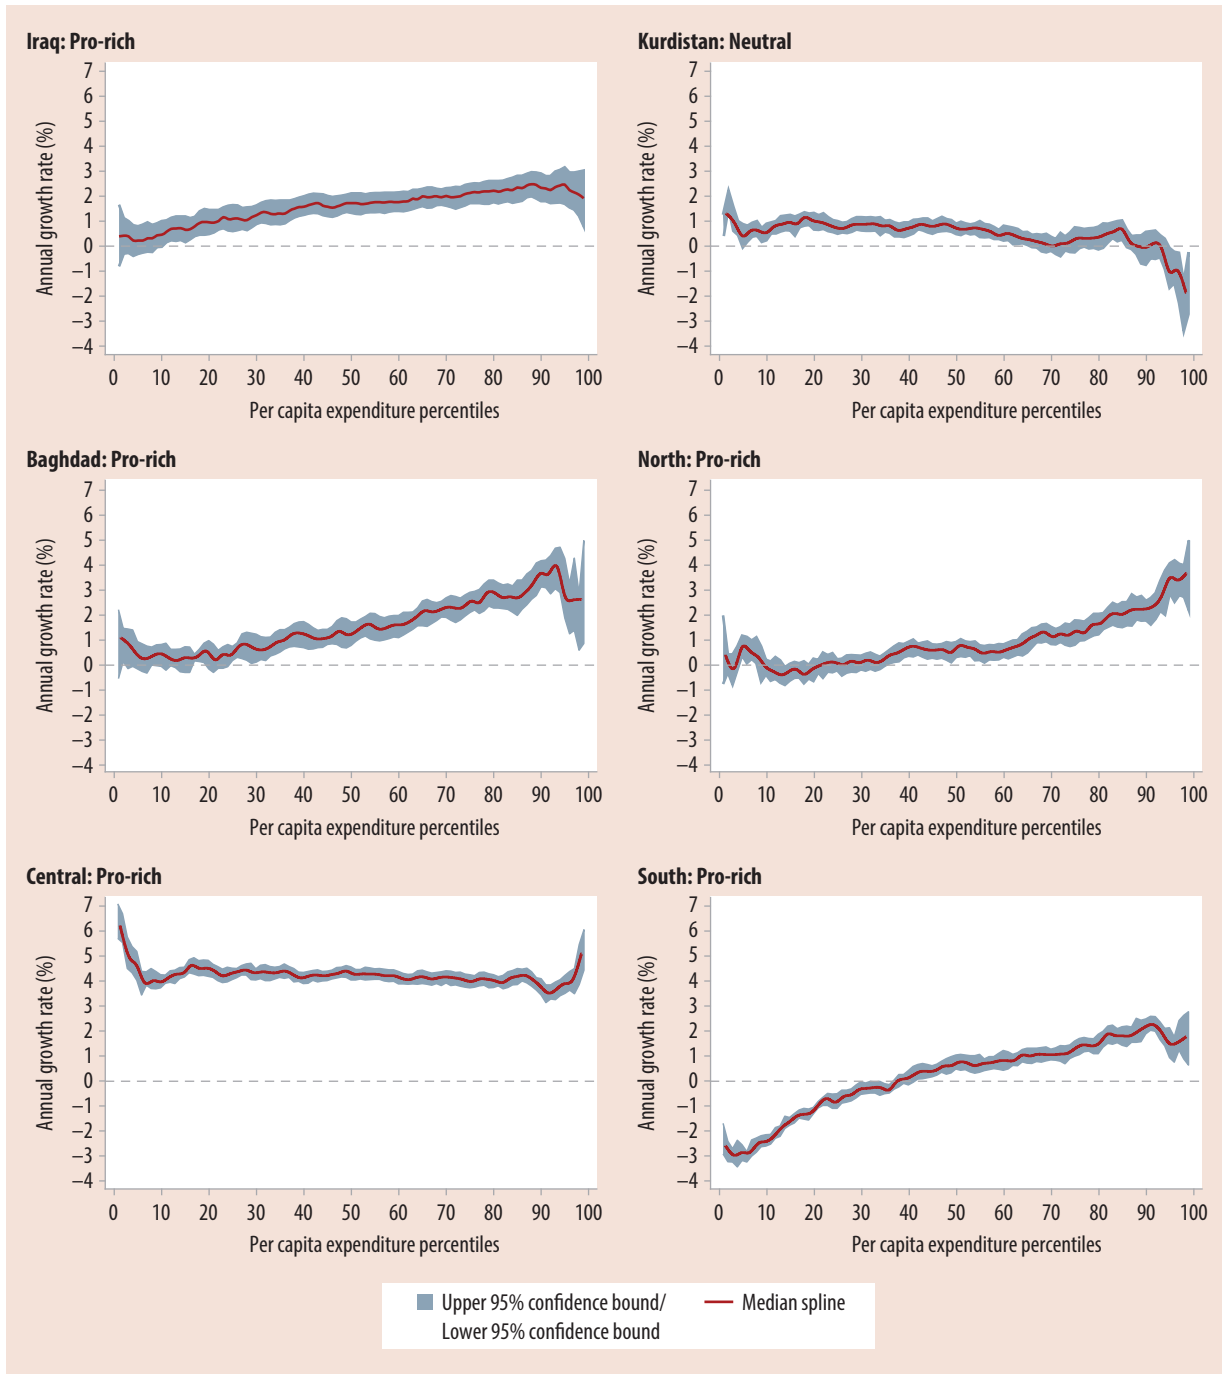 Iraq: Pro-rich
Annual growth rate (%)
7
6
5
4
3
2
1
0
−1
−2
−3
−4
0 10 20 30 40 50 60 70 80 90 100
Per capita expenditure percentiles
Kurdistan: Neutral
Annual growth rate (%)
7
6
5
4
3
2
1
0
−1
−2
−3
−4
0 10 20 30 40 50 60 70 80 90 100
Per capita expenditure percentiles
Baghdad: Pro-rich
Annual growth rate (%)
7
6
5
4
3
2
1
0
−1
−2
−3
−4
0 10 20 30 40 50 60 70 80 90 100
Per capita expenditure percentiles
North: Pro-rich
Annual growth rate (%)
7
6
5
4
3
2
1
0
−1
−2
−3
−4
0 10 20 30 40 50 60 70 80 90 100
Per capita expenditure percentiles
Central: Pro-rich
Annual growth rate (%)
7
6
5
4
3
2
1
0
−1
−2
−3
−4
0 10 20 30 40 50 60 70 80 90 100
Per capita expenditure percentiles
South: Pro-rich
Annual growth rate (%)
7
6
5
4
3
2
1
0
−1
−2
−3
−4
0 10 20 30 40 50 60 70 80 90 100
Per capita expenditure percentiles
Upper 95% confidence bound/
Lower 95% confidence bound
Median spline